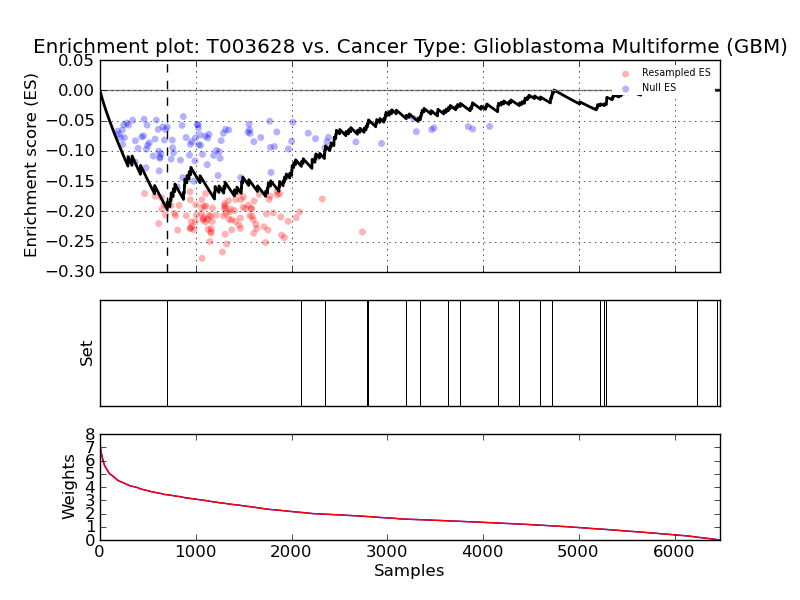 Enrichment plot: T003628 vs. Cancer Type: Glioblastoma Multiforme (GBM)
Enrichment score (ES)
0.05
0.00
−0.05
−0.10
−0.15
−0.20
−0.25
−0.30
Resampled ES
Null ES
Set
Weights
8
7
6
5
4
3
2
1
0
0 1000 2000 3000 4000 5000 6000
Samples